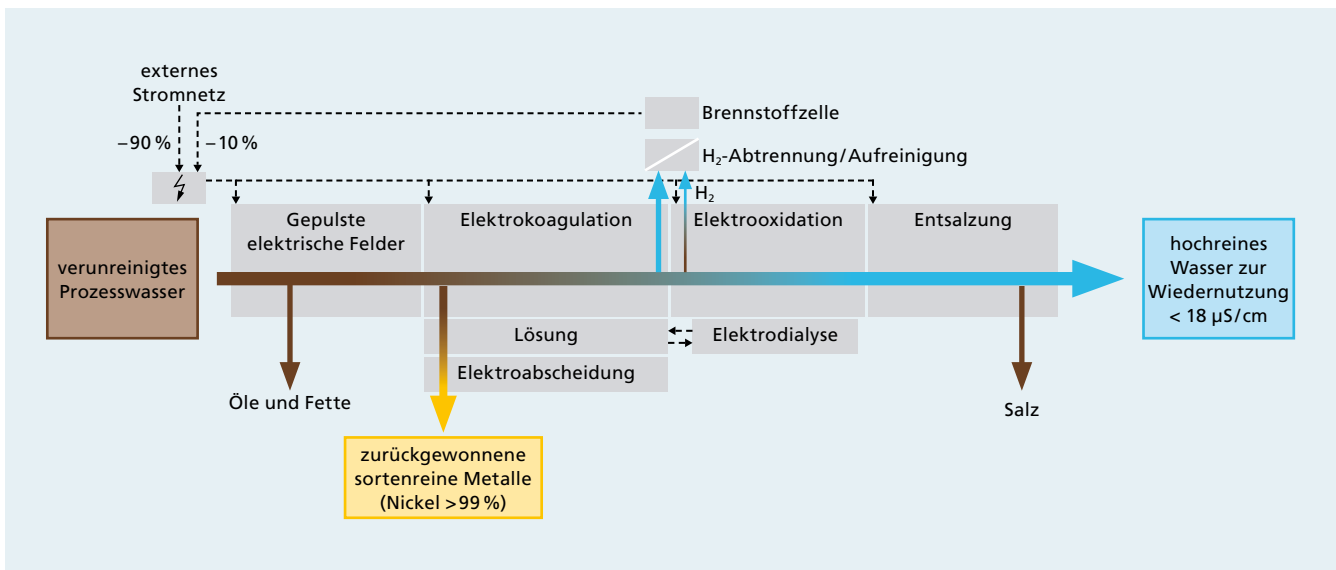 externes
Stromnetz
Brennstoffzelle
–90 %
–10 %
H₂-Abtrennung/Aufreinigung
H₂
Gepulste
elektrische Felder
Elektrokoagulation
Elektrooxidation
Entsalzung
verunreinigtes
Prozesswasser
hochreines
Wasser zur
Wiedernutzung
< 18 µS/cm
Lösung
Elektrodialyse
Elektroabscheidung
Öle und Fette
Salz
zurückgewonnene
sortenreine Metalle
(Nickel >99 %)